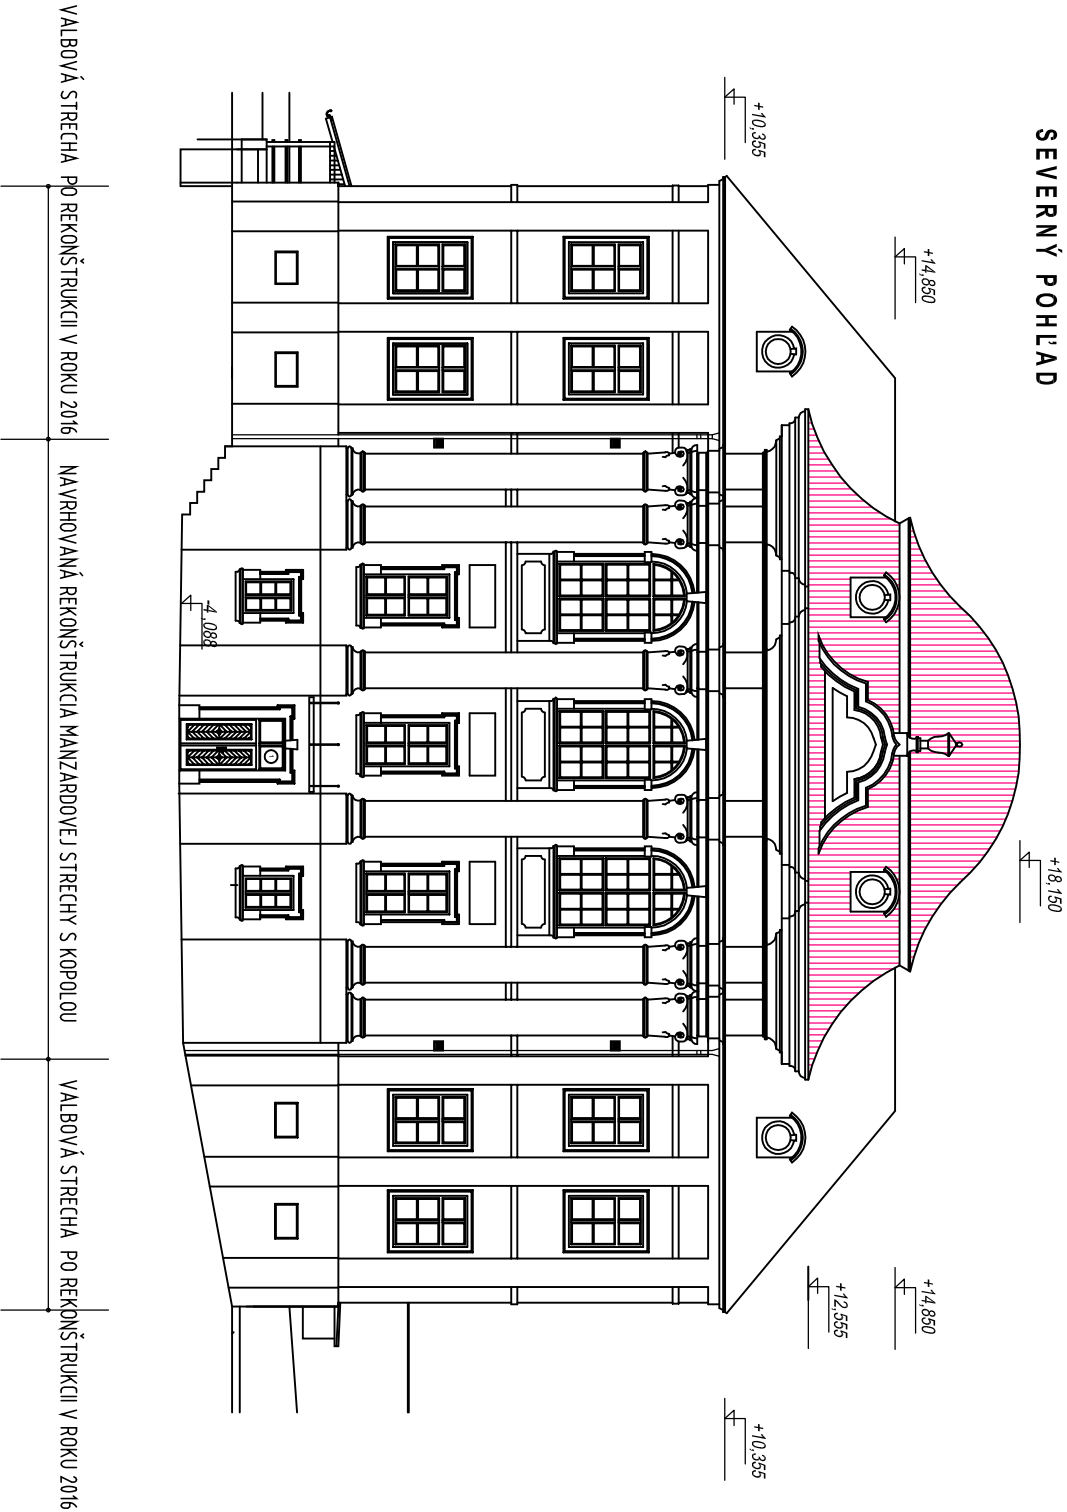 SEVERNÝ POHĽAD
+18,150
+14,850
+14,850
+12,555
+10,355
+10,355
-4,088
VALBOVÁ STRECHA PO REKONŠTRUKCII V ROKU 2016
NAVRHOVANÁ REKONŠTRUKCIA MANZARDOVEJ STRECHY S KOPOLOU
VALBOVÁ STRECHA PO REKONŠTRUKCII V ROKU 2016